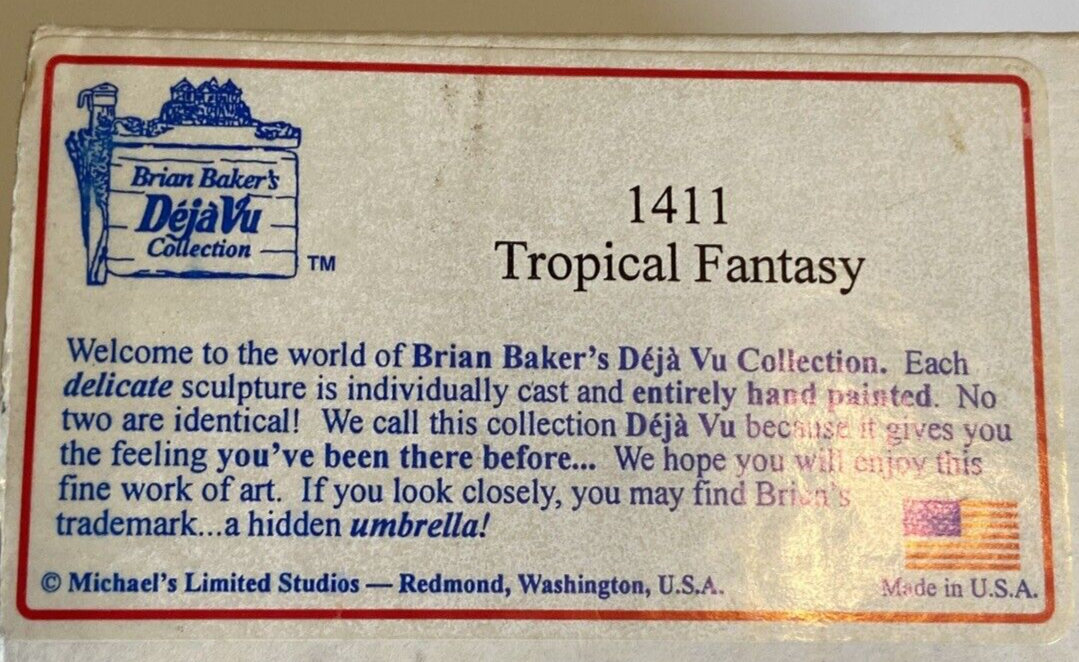 Brian Baker's
Déjà Vu
Collection
TM
1411
Tropical Fantasy
Welcome to the world of Brian Baker's Déjà Vu Collection. Each
delicate sculpture is individually cast and entirely hand painted. No
two are identical! We call this collection Déjà Vu because it gives you
the feeling you've been there before... We hope you will enjoy this
fine work of art. If you look closely, you may find Brian's
trademark...a hidden umbrella!
© Michael's Limited Studios — Redmond, Washington, U.S.A.
Made in U.S.A.